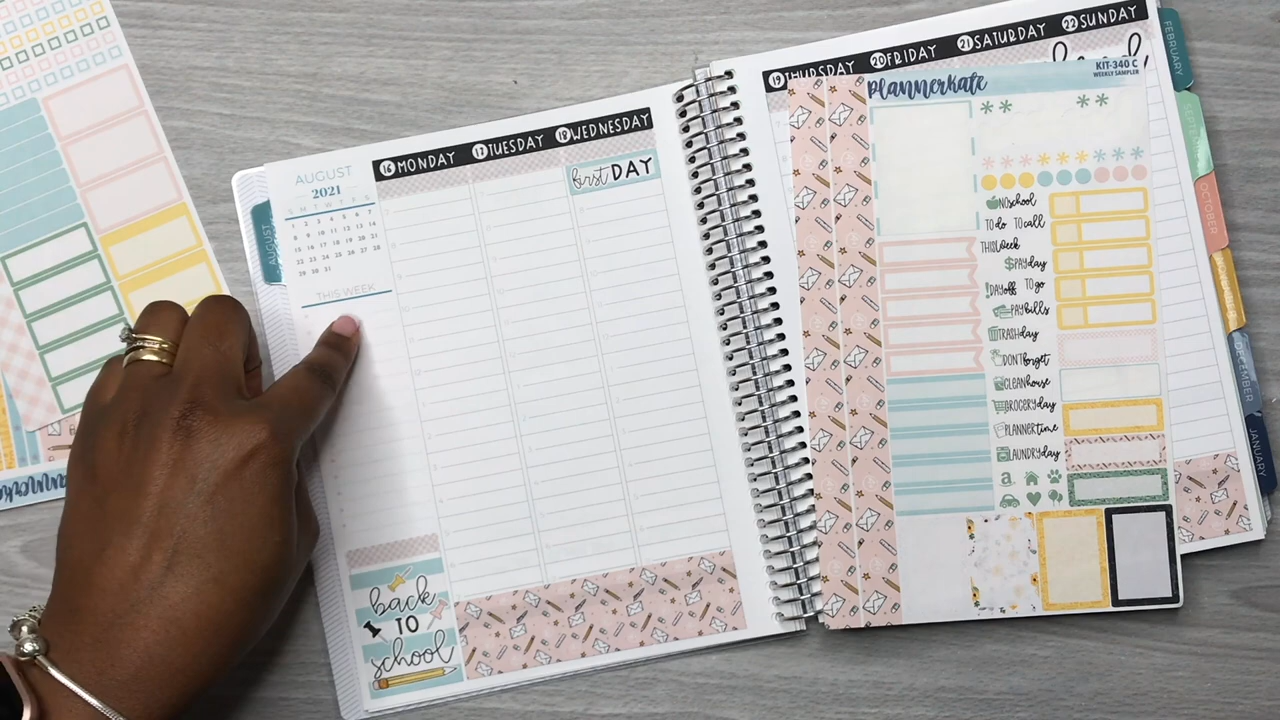 AUGUST
2021
S M T W T F S
1 2 3 4 5 6 7
8 9 10 11 12 13 14
15 16 17 18 19 20 21
22 23 24 25 26 27 28
29 30 31
THIS WEEK
16 MONDAY 17 TUESDAY 18 WEDNESDAY
first DAY
back
TO
school
AUGUST
19 THURSDAY 20 FRIDAY 21 SATURDAY 22 SUNDAY
plannerkate
KIT-340 C
WEEKLY SAMPLER
NO school
TO do TO call
THIS week
$PAY day
DAY off TO go
PAY bills
TRASH day
DON'T forget
CLEAN house
GROCERY day
PLANNER time
LAUNDRY day
a
FEBRUARY
SEPTEMBER
OCTOBER
NOVEMBER
DECEMBER
JANUARY